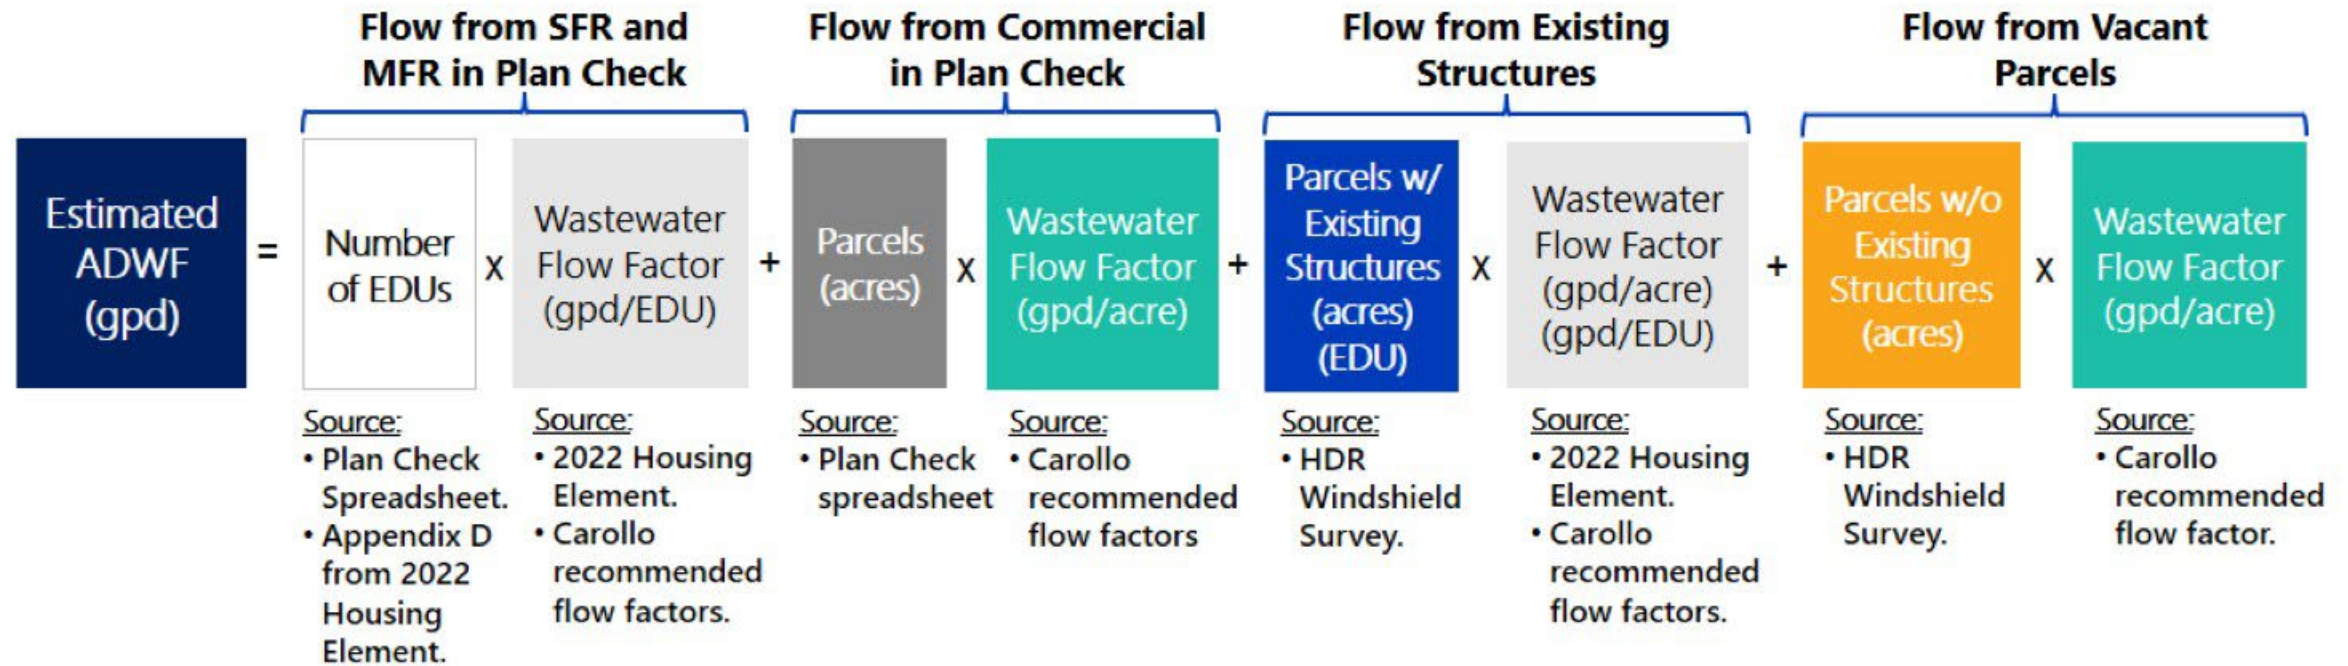 Flow from SFR and
MFR in Plan Check
Flow from Commercial
in Plan Check
Flow from Existing
Structures
Flow from Vacant
Parcels
Estimated
ADWF
(gpd)
=
Number
of EDUs
x
Wastewater
Flow Factor
(gpd/EDU)
+
Parcels
(acres)
x
Wastewater
Flow Factor
(gpd/acre)
+
Parcels w/
Existing
Structures
(acres)
(EDU)
x
Wastewater
Flow Factor
(gpd/acre)
(gpd/EDU)
+
Parcels w/o
Existing
Structures
(acres)
x
Wastewater
Flow Factor
(gpd/acre)
Source:
• Plan Check
Spreadsheet.
• Appendix D
from 2022
Housing
Element.
Source:
• 2022 Housing
Element.
• Carollo
recommended
flow factors.
Source:
• Plan Check
spreadsheet
Source:
• Carollo
recommended
flow factors
Source:
• HDR
Windshield
Survey.
Source:
• 2022 Housing
Element.
• Carollo
recommended
flow factors.
Source:
• HDR
Windshield
Survey.
Source:
• Carollo
recommended
flow factor.